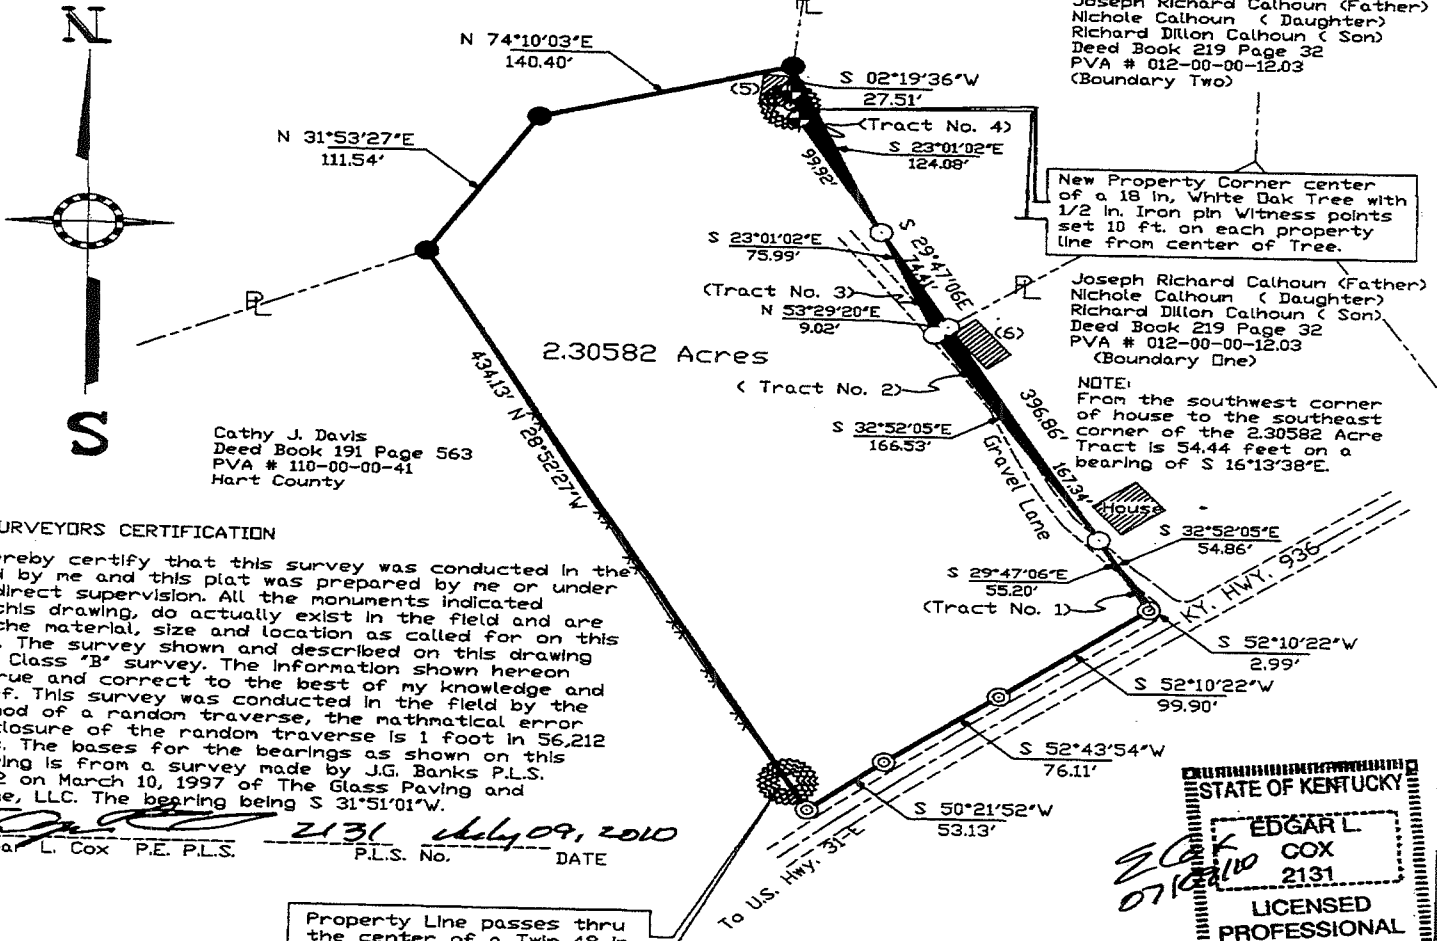 N
S
N 74°10'03"E
140.40'
N 31°53'27"E
111.54'
(5)
S 02°19'36"W
27.51'
(Tract No. 4)
S 23°01'02"E
124.08'
99.92'
Joseph Richard Calhoun (Father)
Nichole Calhoun ( Daughter)
Richard Dillon Calhoun ( Son)
Deed Book 219 Page 32
PVA # 012-00-00-12.03
(Boundary Two)
New Property Corner center
of a 18 in, White Oak Tree with
1/2 in. Iron pin Witness points
set 10 ft. on each property
line from center of Tree.
S 23°01'02"E
75.99'
S 29°47'06"E
74.41'
(Tract No. 3)
N 53°29'20"E
9.02'
(6)
PL
PL
PL
Joseph Richard Calhoun (Father)
Nichole Calhoun ( Daughter)
Richard Dillon Calhoun ( Son)
Deed Book 219 Page 32
PVA # 012-00-00-12.03
(Boundary One)
2.30582 Acres
( Tract No. 2)
S 32°52'05"E
166.53'
396.86'
167.34'
Gravel Lane
NOTE:
From the southwest corner
of house to the southeast
corner of the 2.30582 Acre
Tract is 54.44 feet on a
bearing of S 16°13'38"E.
434.13' N 28°52'27"W
Cathy J. Davis
Deed Book 191 Page 563
PVA # 110-00-00-41
Hart County
House
S 32°52'05"E
54.86'
S 29°47'06"E
55.20'
(Tract No. 1)
KY. HWY. 936
S 52°10'22"W
2.99'
S 52°10'22"W
99.90'
S 52°43'54"W
76.11'
S 50°21'52"W
53.13'
To U.S. Hwy. 31-E
URVEYORS CERTIFICATION
ereby certify that this survey was conducted in the
d by me and this plat was prepared by me or under
direct supervision. All the monuments indicated
this drawing, do actually exist in the field and are
the material, size and location as called for on this
. The survey shown and described on this drawing
Class "B" survey. The information shown hereon
rue and correct to the best of my knowledge and
ef. This survey was conducted in the field by the
hod of a random traverse, the mathmatical error
closure of the random traverse is 1 foot in 56,212
. The bases for the bearings as shown on this
ing is from a survey made by J.G. Banks P.L.S.
2 on March 10, 1997 of The Glass Paving and
ne, LLC. The bearing being S 31°51'01"W.
2131 July 09, 2010
ar L. Cox P.E. P.L.S. P.L.S. No. DATE
Property Line passes thru
the center of a Twin 48 in
STATE OF KENTUCKY
EDGAR L.
COX
2131
LICENSED
PROFESSIONAL
E Cox